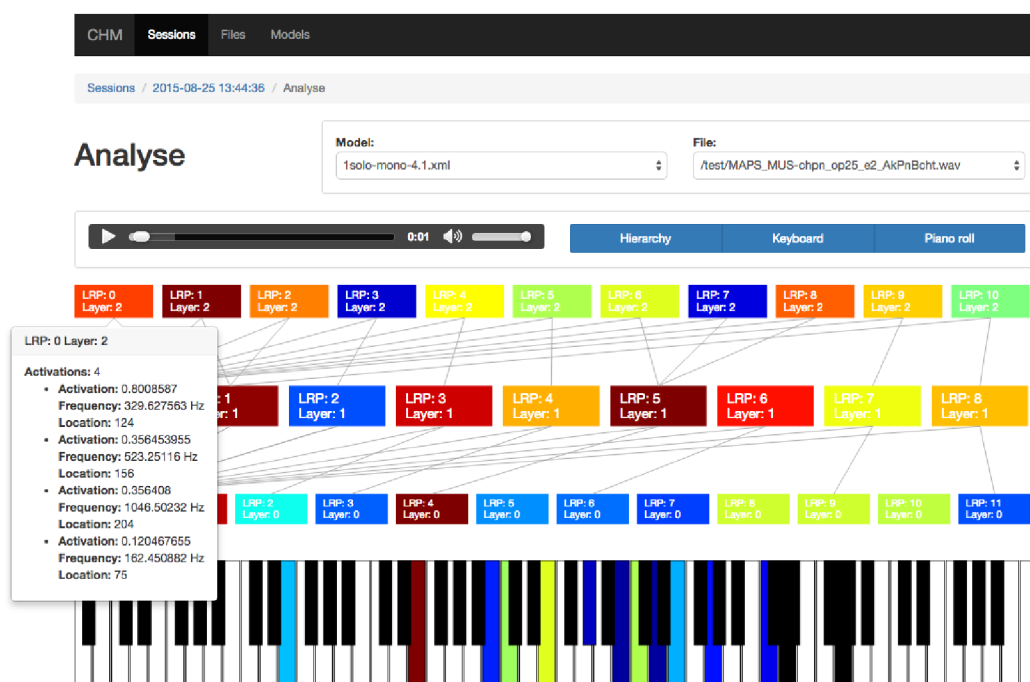 CHM Sessions Files Models
Sessions / 2015-08-25 13:44:36 / Analyse
Analyse
Model:
1solo-mono-4.1.xml
File:
/test/MAPS_MUS-chpn_op25_e2_AkPnBcht.wav
0:01
Hierarchy Keyboard Piano roll
LRP: 0 LRP: 1 LRP: 2 LRP: 3 LRP: 4 LRP: 5 LRP: 6 LRP: 7 LRP: 8 LRP: 9 LRP: 10
Layer: 2 Layer: 2 Layer: 2 Layer: 2 Layer: 2 Layer: 2 Layer: 2 Layer: 2 Layer: 2 Layer: 2 Layer: 2
LRP: 0 Layer: 2
Activations: 4
• Activation: 0.8008587
Frequency: 329.627563 Hz
Location: 124
• Activation: 0.356453955
Frequency: 523.25116 Hz
Location: 156
• Activation: 0.356408
Frequency: 1046.50232 Hz
Location: 204
• Activation: 0.120467655
Frequency: 162.450882 Hz
Location: 75
: 1 LRP: 2 LRP: 3 LRP: 4 LRP: 5 LRP: 6 LRP: 7 LRP: 8
er: 1 Layer: 1 Layer: 1 Layer: 1 Layer: 1 Layer: 1 Layer: 1 Layer: 1
LRP: 2 LRP: 3 LRP: 4 LRP: 5 LRP: 6 LRP: 7 LRP: 8 LRP: 9 LRP: 10 LRP: 11
Layer: 0 Layer: 0 Layer: 0 Layer: 0 Layer: 0 Layer: 0 Layer: 0 Layer: 0 Layer: 0 Layer: 0